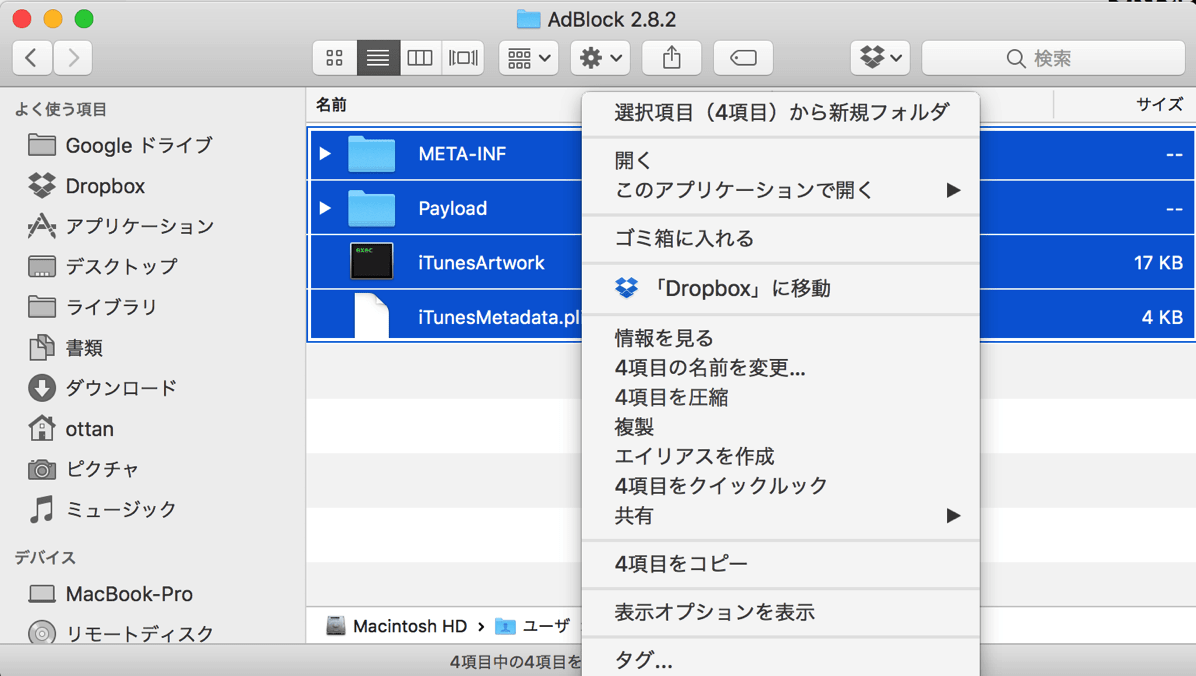 AdBlock 2.8.2
検索
よく使う項目
Google ドライブ
Dropbox
アプリケーション
デスクトップ
ライブラリ
書類
ダウンロード
ottan
ピクチャ
ミュージック
デバイス
MacBook-Pro
リモートディスク
名前
サイズ
META-INF
--
Payload
--
exec
iTunesArtwork
17 KB
iTunesMetadata.pli
4 KB
Macintosh HD › ユーザ
4項目中の4項目を
選択項目（4項目）から新規フォルダ
開く
このアプリケーションで開く
ゴミ箱に入れる
「Dropbox」に移動
情報を見る
4項目の名前を変更...
4項目を圧縮
複製
エイリアスを作成
4項目をクイックルック
共有
4項目をコピー
表示オプションを表示
タグ...